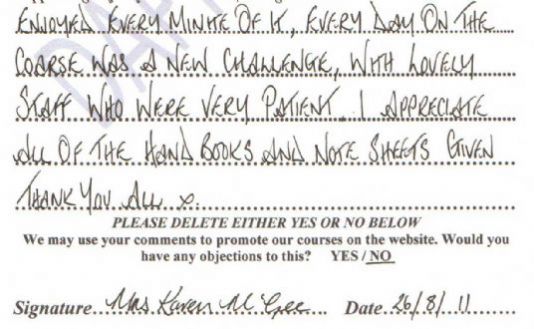 ENJOYED EVERY MINITE OF IT, EVERY DAY ON THE
COARSE WAS A NEW CHALLENGE, WITH LOVELY
STAFF WHO WERE VERY PATIENT. I APPRECIATE
ALL OF THE HAND BOOKS AND NOTE SHEETS GIVEN
THANK YOU ALL X.
PLEASE DELETE EITHER YES OR NO BELOW
We may use your comments to promote our courses on the website. Would you
have any objections to this? YES / NO
Signature...Mrs Karen McGee... Date 26/8/11